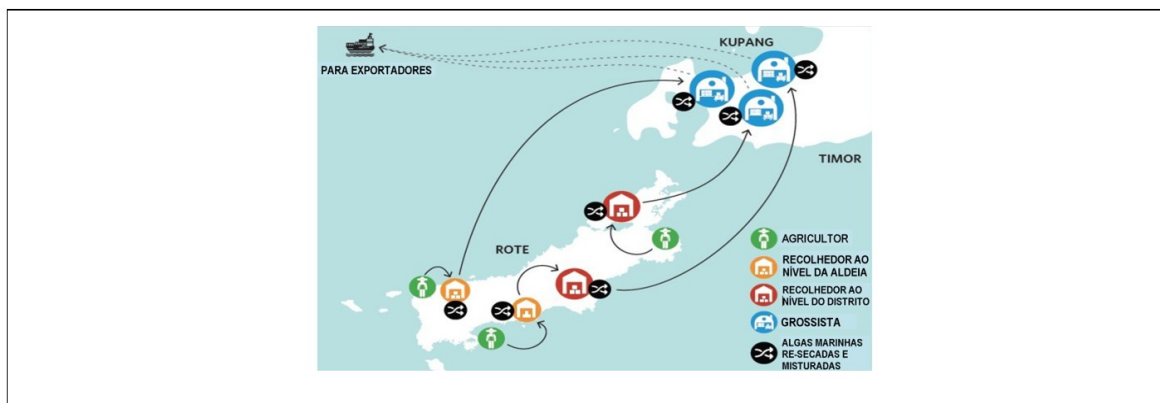 KUPANG
PARA EXPORTADORES
TIMOR
ROTE
AGRICULTOR
RECOLHEDOR AO
NÍVEL DA ALDEIA
RECOLHEDOR AO
NÍVEL DO DISTRITO
GROSSISTA
ALGAS MARINHAS
RE-SECADAS E
MISTURADAS